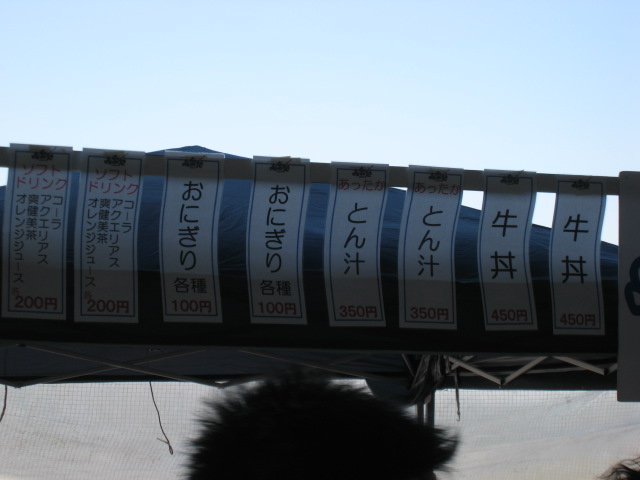 ソフト
ドリンク
コーラ
アクエリアス
爽健美茶
オレンジジュース
各
200円
ソフト
ドリンク
コーラ
アクエリアス
爽健美茶
オレンジジュース
各
200円
おにぎり
各種
100円
おにぎり
各種
100円
あったか
とん汁
350円
あったか
とん汁
350円
牛丼
450円
牛丼
450円